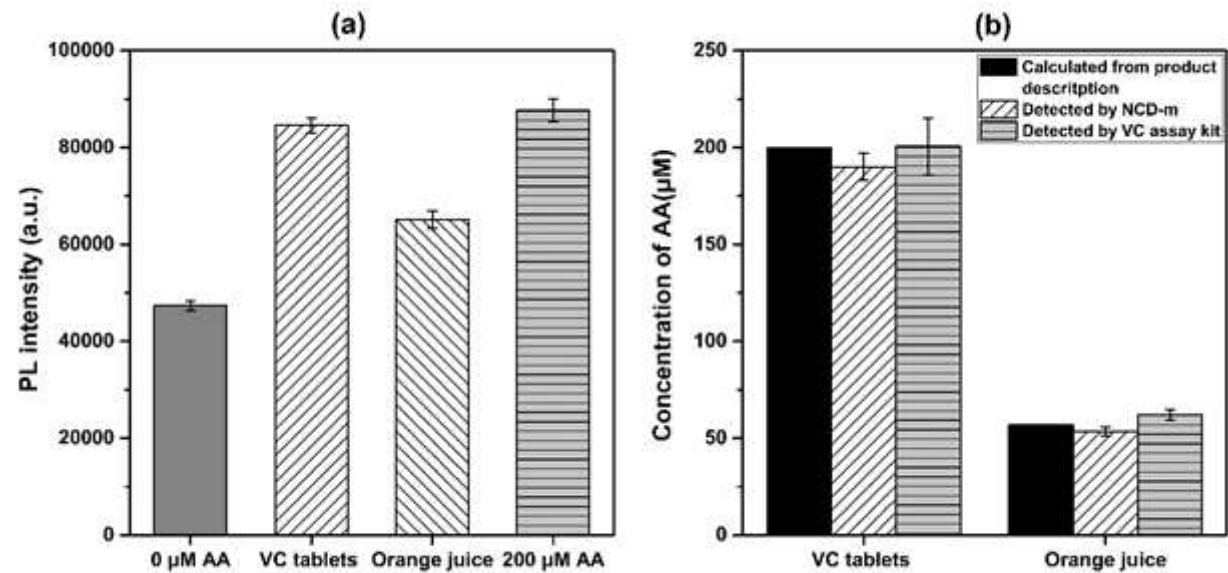 (a)
PL intensity (a.u.)
100000
80000
60000
40000
20000
0
0 µM AA
VC tablets
Orange juice
200 µM AA
(b)
Concentration of AA(µM)
250
200
150
100
50
0
Calculated from product
descritption
Detected by NCD-m
Detected by VC assay kit
VC tablets
Orange juice